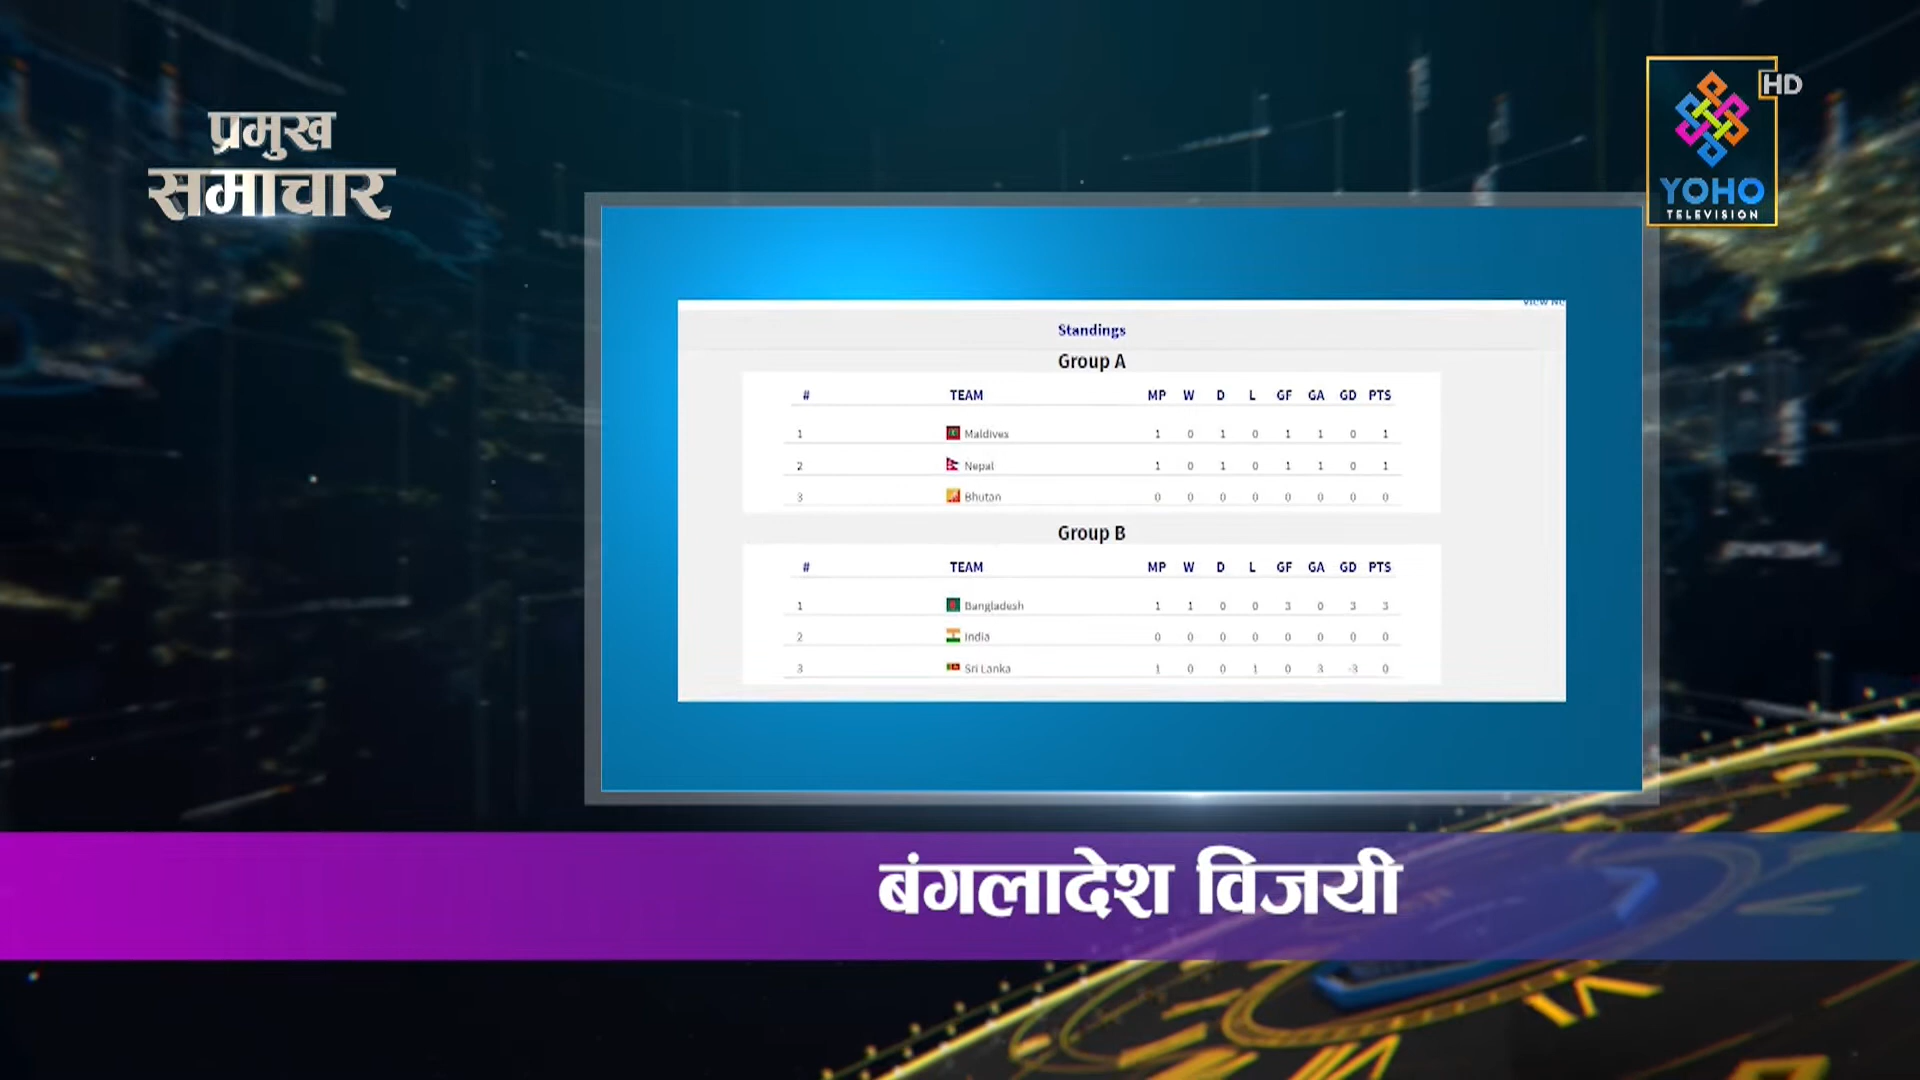 प्रमुख
समाचार
HD
YOHO
TELEVISION
Standings
Group A
# TEAM MP W D L GF GA GD PTS
1 Maldives 1 0 1 0 1 1 0 1
2 Nepal 1 0 1 0 1 1 0 1
3 Bhutan 0 0 0 0 0 0 0 0
Group B
# TEAM MP W D L GF GA GD PTS
1 Bangladesh 1 1 0 0 3 0 3 3
2 India 0 0 0 0 0 0 0 0
3 Sri Lanka 1 0 0 1 0 3 -3 0
बंगलादेश विजयी